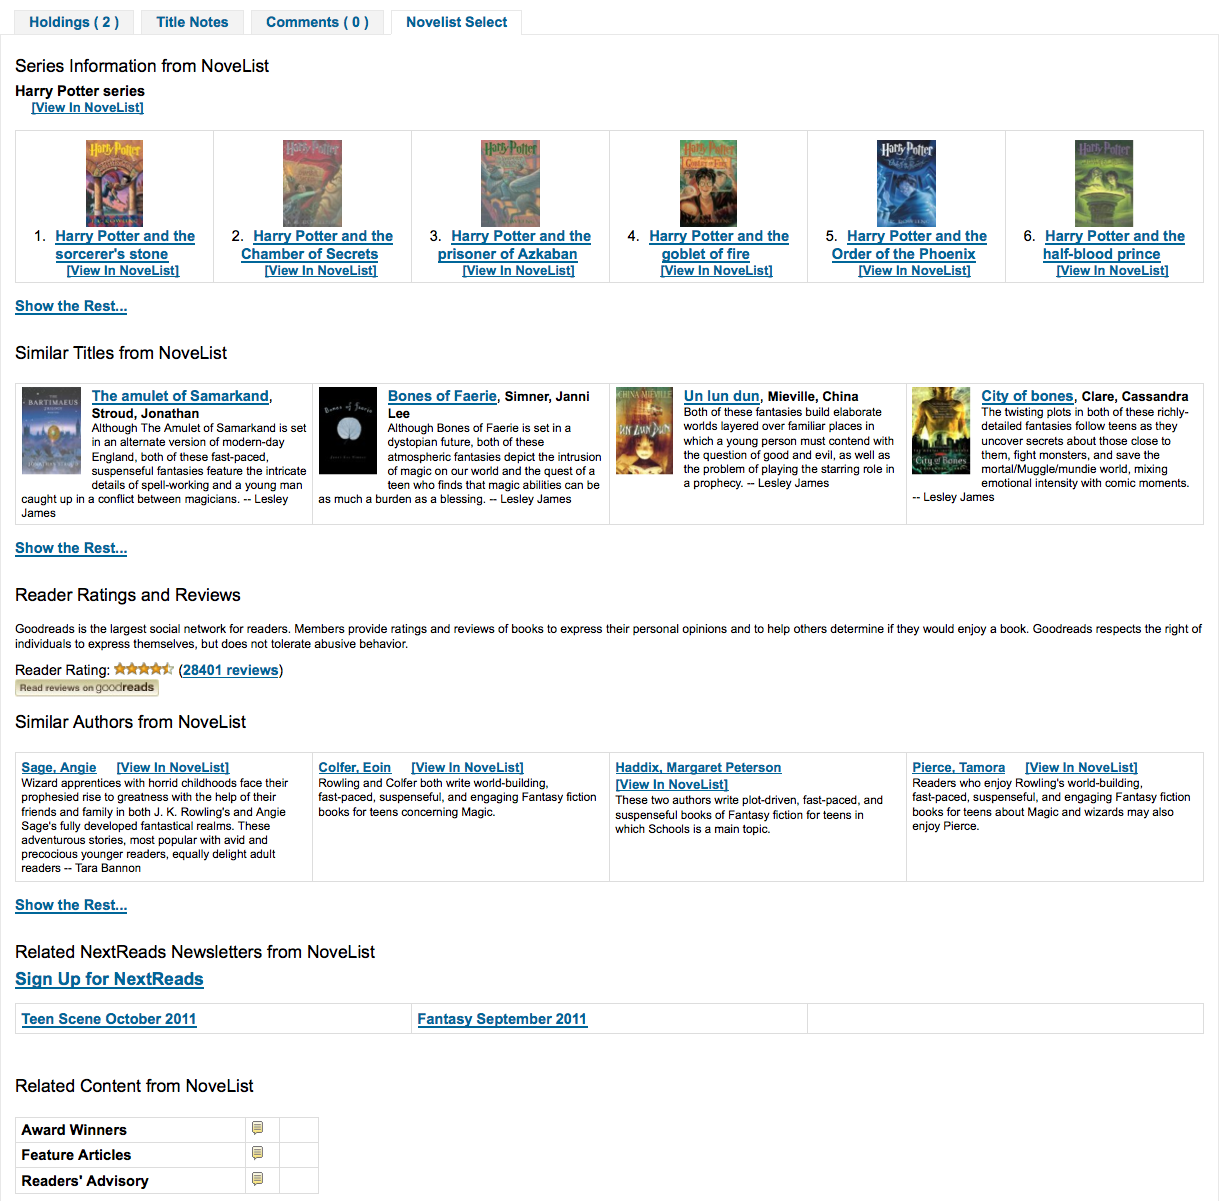 Holdings ( 2 )
Title Notes
Comments ( 0 )
Novelist Select
Series Information from NoveList
Harry Potter series
[View In NoveList]
Harry Potter
Harry Potter
Harry Potter
Harry Potter
Harry Potter
Harry Potter
1. Harry Potter and the
sorcerer's stone
[View In NoveList]
2. Harry Potter and the
Chamber of Secrets
[View In NoveList]
3. Harry Potter and the
prisoner of Azkaban
[View In NoveList]
4. Harry Potter and the
goblet of fire
[View In NoveList]
5. Harry Potter and the
Order of the Phoenix
[View In NoveList]
6. Harry Potter and the
half-blood prince
[View In NoveList]
Show the Rest...
Similar Titles from NoveList
THE
BARTIMAEUS
The amulet of Samarkand,
Stroud, Jonathan
Although The Amulet of Samarkand is set
in an alternate version of modern-day
England, both of these fast-paced,
suspenseful fantasies feature the intricate
details of spell-working and a young man
caught up in a conflict between magicians. -- Lesley
James
Bones of Faerie
Bones of Faerie, Simner, Janni
Lee
Although Bones of Faerie is set in a
dystopian future, both of these
atmospheric fantasies depict the intrusion
of magic on our world and the quest of a
teen who finds that magic abilities can be
as much a burden as a blessing. -- Lesley James
CHINA MIEVILLE
UN LUN DUN
Un lun dun, Mieville, China
Both of these fantasies build elaborate
worlds layered over familiar places in
which a young person must contend with
the question of good and evil, as well as
the problem of playing the starring role in
a prophecy. -- Lesley James
City of Bones
City of bones, Clare, Cassandra
The twisting plots in both of these richly-
detailed fantasies follow teens as they
uncover secrets about those close to
them, fight monsters, and save the
mortal/Muggle/mundie world, mixing
emotional intensity with comic moments.
-- Lesley James
Show the Rest...
Reader Ratings and Reviews
Goodreads is the largest social network for readers. Members provide ratings and reviews of books to express their personal opinions and to help others determine if they would enjoy a book. Goodreads respects the right of
individuals to express themselves, but does not tolerate abusive behavior.
Reader Rating: (28401 reviews)
Read reviews on goodreads
Similar Authors from NoveList
Sage, Angie [View In NoveList]
Wizard apprentices with horrid childhoods face their
prophesied rise to greatness with the help of their
friends and family in both J. K. Rowling's and Angie
Sage's fully developed fantastical realms. These
adventurous stories, most popular with avid and
precocious younger readers, equally delight adult
readers -- Tara Bannon
Colfer, Eoin [View In NoveList]
Rowling and Colfer both write world-building,
fast-paced, suspenseful, and engaging Fantasy fiction
books for teens concerning Magic.
Haddix, Margaret Peterson
[View In NoveList]
These two authors write plot-driven, fast-paced, and
suspenseful books of Fantasy fiction for teens in
which Schools is a main topic.
Pierce, Tamora [View In NoveList]
Readers who enjoy Rowling's world-building,
fast-paced, suspenseful, and engaging Fantasy fiction
books for teens about Magic and wizards may also
enjoy Pierce.
Show the Rest...
Related NextReads Newsletters from NoveList
Sign Up for NextReads
Teen Scene October 2011
Fantasy September 2011
Related Content from NoveList
Award Winners
Feature Articles
Readers' Advisory